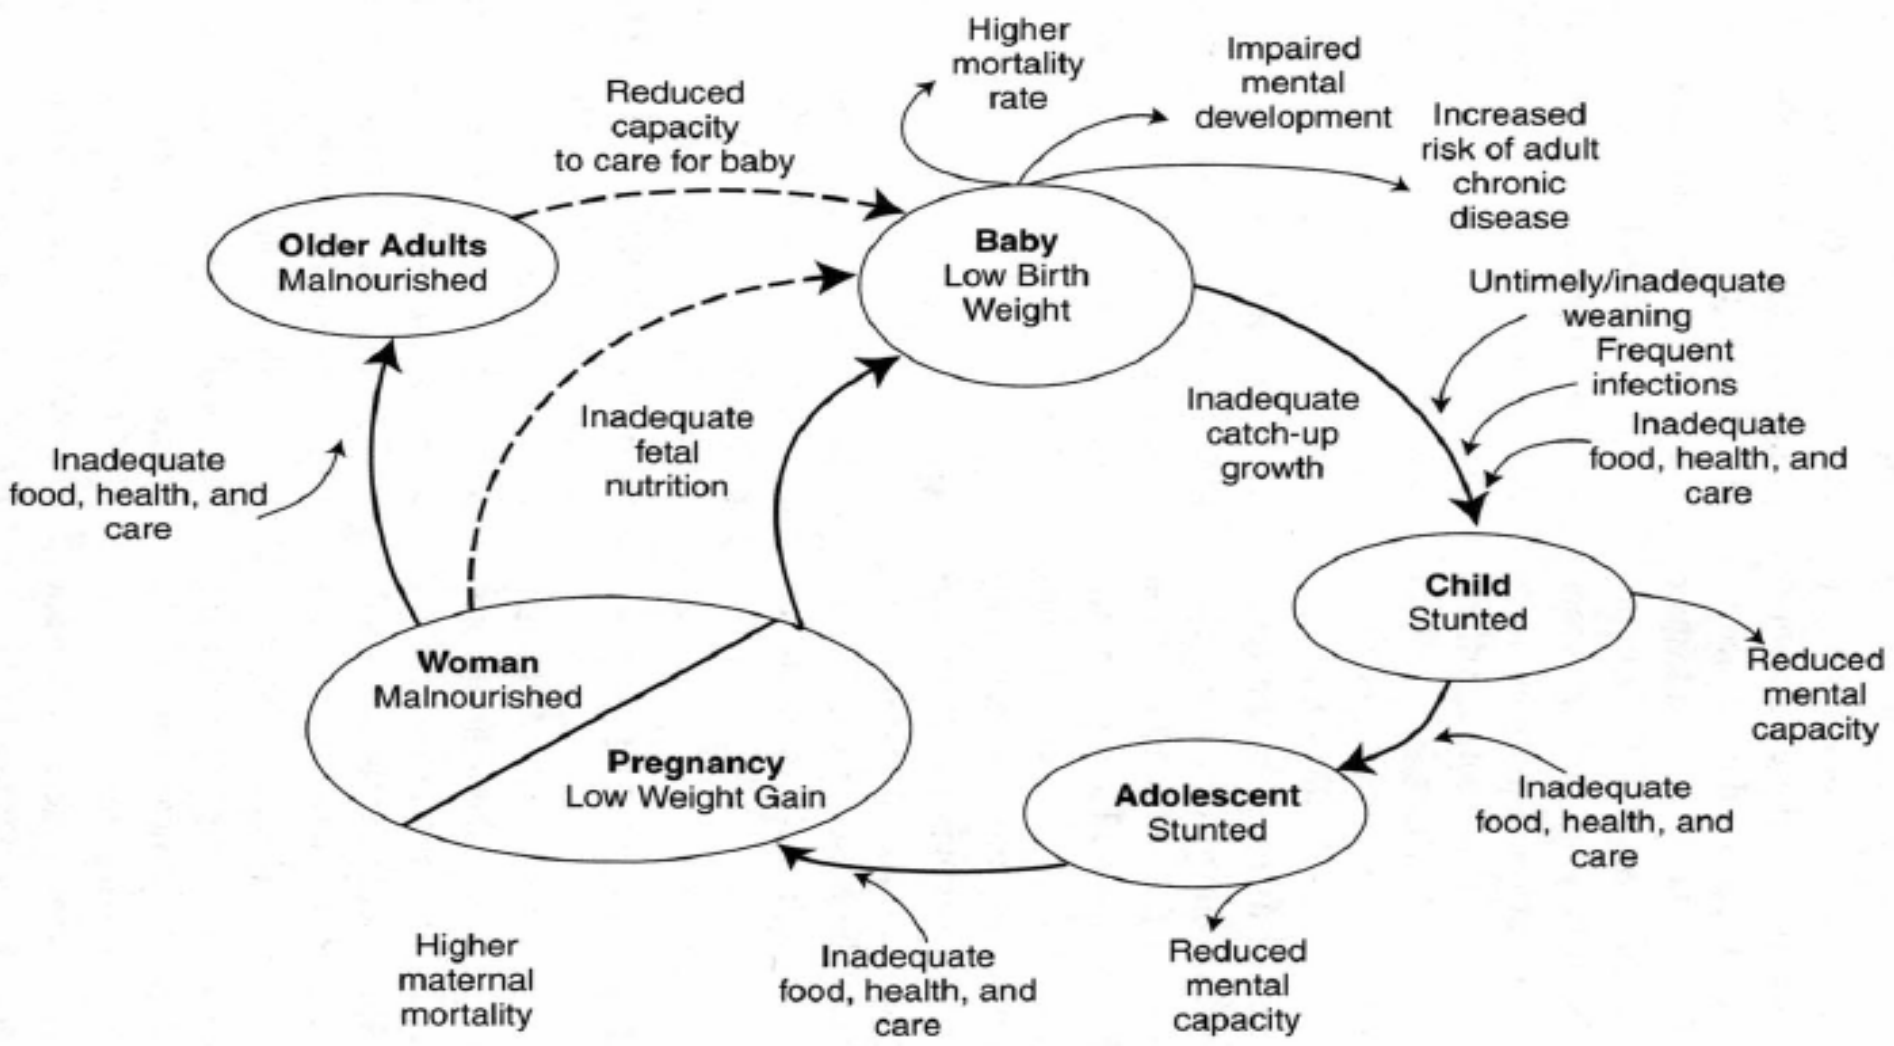 Higher
mortality
rate
Impaired
mental
development
Reduced
capacity
to care for baby
Increased
risk of adult
chronic
disease
Older Adults
Malnourished
Baby
Low Birth
Weight
Untimely/inadequate
weaning
Frequent
infections
Inadequate
food, health, and
care
Inadequate
catch-up
growth
Inadequate
fetal
nutrition
Inadequate
food, health, and
care
Child
Stunted
Reduced
mental
capacity
Woman
Malnourished
Pregnancy
Low Weight Gain
Adolescent
Stunted
Inadequate
food, health, and
care
Higher
maternal
mortality
Inadequate
food, health, and
care
Reduced
mental
capacity